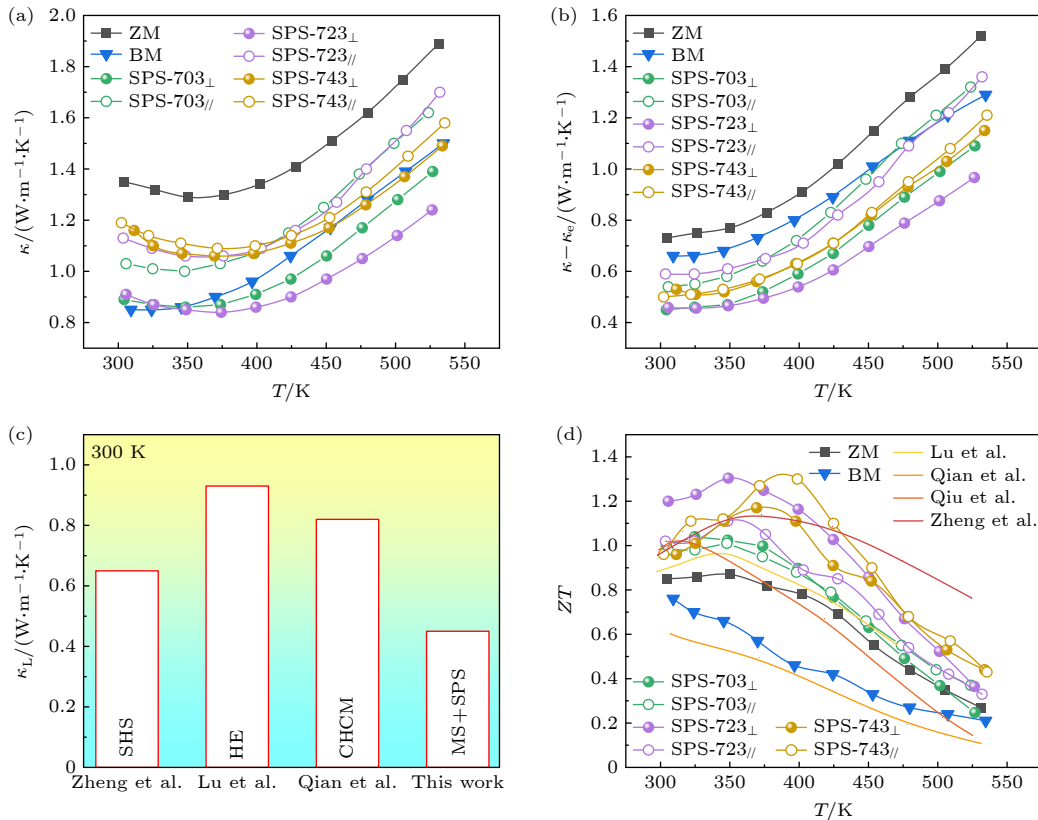 (a)
2.0
1.8
1.6
1.4
1.2
1.0
0.8
κ/(W·m⁻¹·K⁻¹)
ZM
BM
SPS-703⊥
SPS-703//
SPS-723⊥
SPS-723//
SPS-743⊥
SPS-743//
300 350 400 450 500 550
T/K
(b)
1.6
1.4
1.2
1.0
0.8
0.6
0.4
κ−κe/(W·m⁻¹·K⁻¹)
ZM
BM
SPS-703⊥
SPS-703//
SPS-723⊥
SPS-723//
SPS-743⊥
SPS-743//
300 350 400 450 500 550
T/K
(c)
300 K
1.0
0.8
0.6
0.4
0.2
0
κL/(W·m⁻¹·K⁻¹)
SHS
HE
CHCM
MS+SPS
Zheng et al. Lu et al. Qian et al. This work
(d)
1.4
1.2
1.0
0.8
0.6
0.4
0.2
0
ZT
ZM
BM
Lu et al.
Qian et al.
Qiu et al.
Zheng et al.
SPS-703⊥
SPS-703//
SPS-723⊥
SPS-723//
SPS-743⊥
SPS-743//
300 350 400 450 500 550
T/K